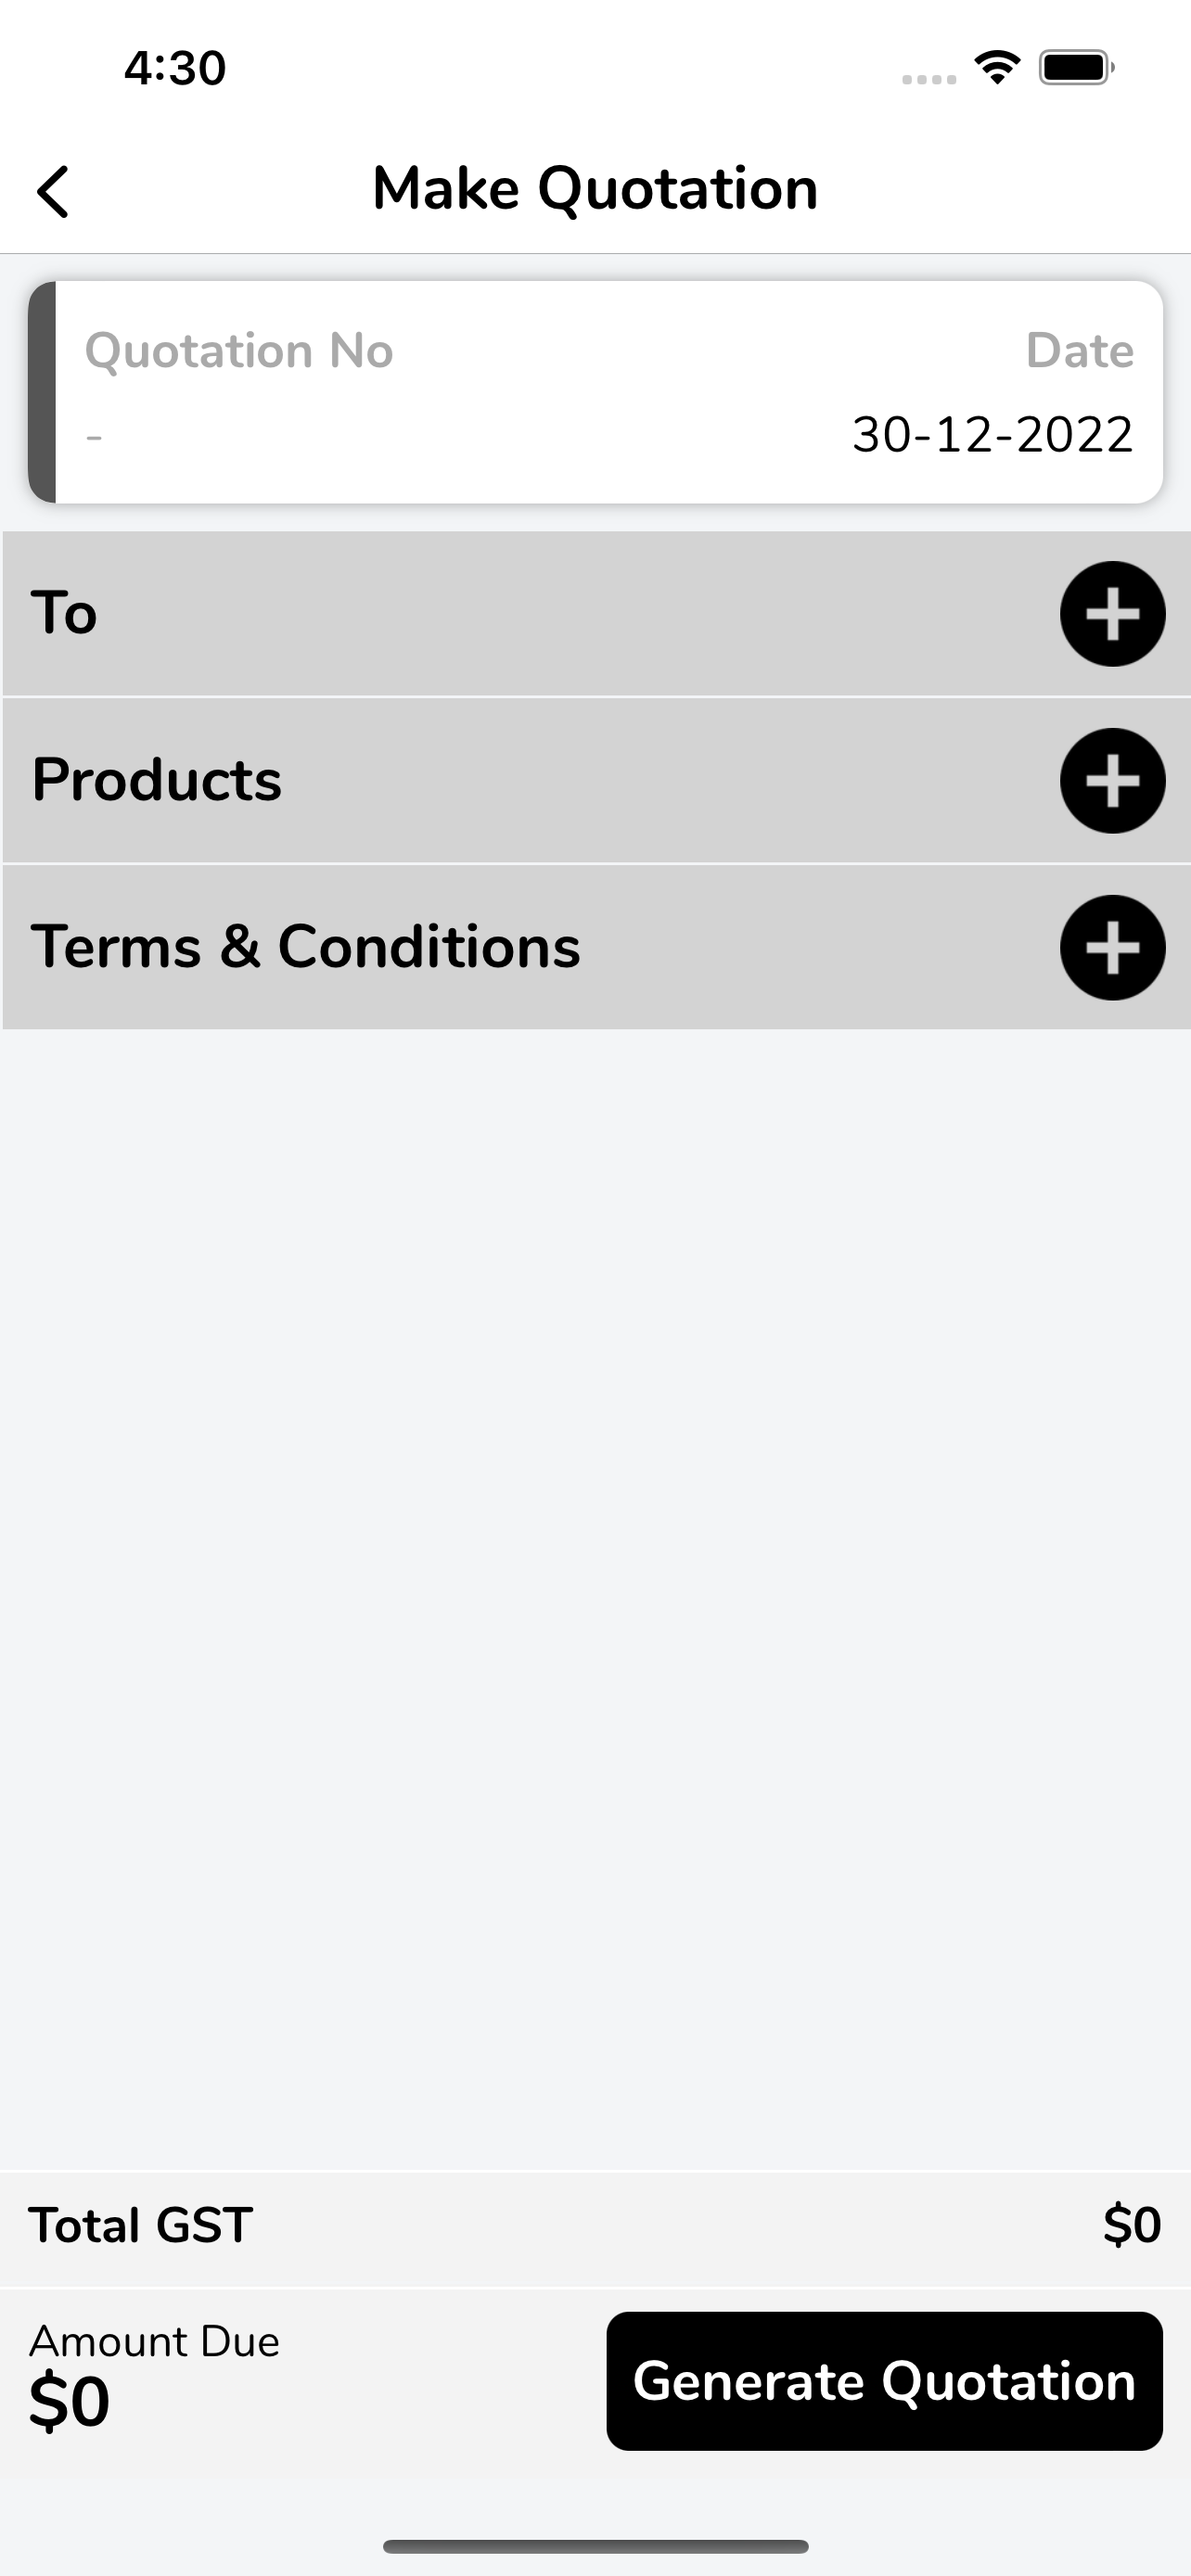 4:30
Make Quotation
Quotation No
Date
-
30-12-2022
To
Products
Terms & Conditions
Total GST
$0
Amount Due
$0
Generate Quotation